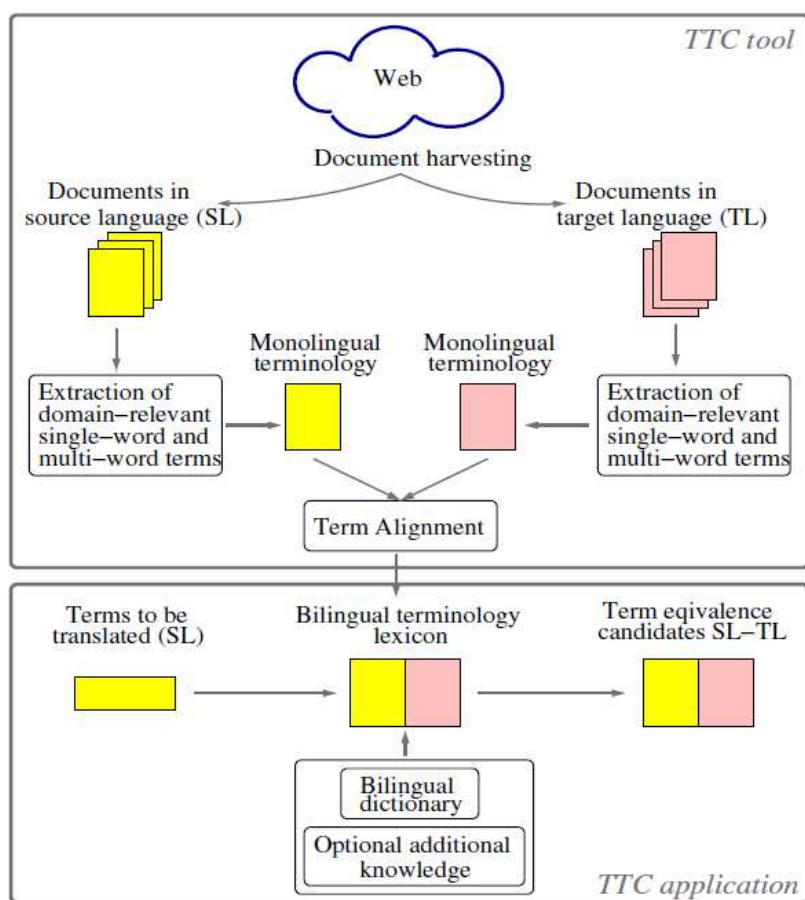 TTC tool
Web
Document harvesting
Documents in
source language (SL)
Documents in
target language (TL)
Monolingual
terminology
Monolingual
terminology
Extraction of
domain−relevant
single−word and
multi−word terms
Extraction of
domain−relevant
single−word and
multi−word terms
Term Alignment
Terms to be
translated (SL)
Bilingual terminology
lexicon
Term eqivalence
candidates SL−TL
Bilingual
dictionary
Optional additional
knowledge
TTC application